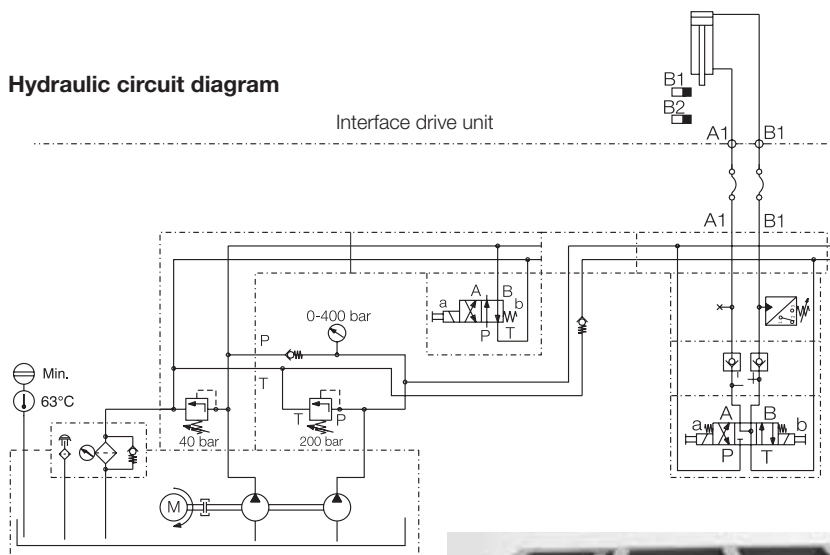 Hydraulic circuit diagram
B1
B2
Interface drive unit
A1 B1
A1 B1
A B
a b
P T
0-400 bar
P
T
Min.
63°C
T P
40 bar
200 bar
A B
a b
P T
M